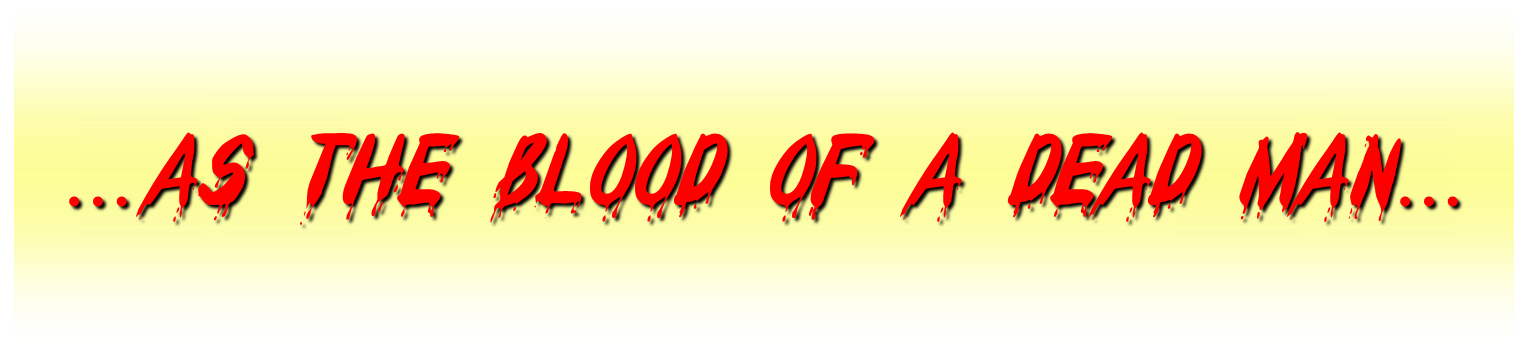 ...AS THE BLOOD OF A DEAD MAN...